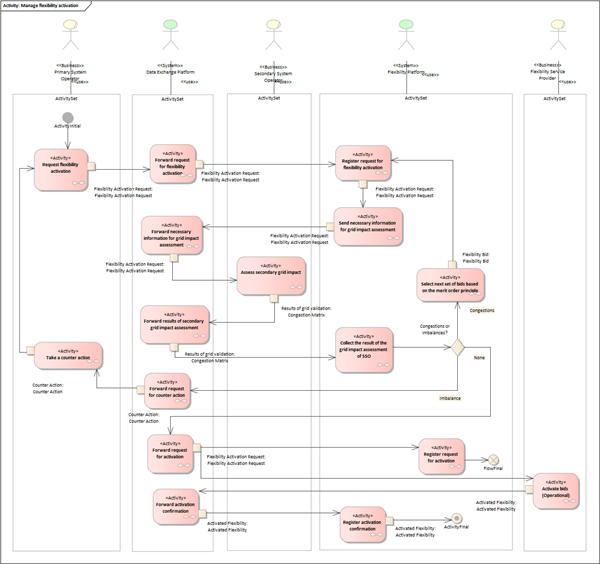 Activity: Manage flexibility activation
<<Business>>
Primary System
Operator
<<use>>
<<System>>
Data Exchange Platform
<<use>>
<<Business>>
Secondary System
Operator
<<use>>
<<System>>
Flexibility Platform
<<use>>
<<Business>>
Flexibility Service
Provider
<<use>>
ActivitySet
ActivitySet
ActivitySet
ActivitySet
ActivitySet
ActivityInitial
«Activity»
Request flexibility
activation
Flexibility Activation Request:
Flexibility Activation Request
«Activity»
Forward request
for flexibility
activation
Flexibility Activation Request:
Flexibility Activation Request
«Activity»
Register request for
flexibility activation
Flexibility Activation Request:
Flexibility Activation Request
«Activity»
Send necessary information
for grid impact assessment
Flexibility Activation Request:
Flexibility Activation Request
«Activity»
Forward necessary
information for grid impact
assessment
Flexibility Activation Request:
Flexibility Activation Request
«Activity»
Assess secondary grid impact
Results of grid validation:
Congestion Matrix
Flexibility Bid:
Flexibility Bid
«Activity»
Select next set of bids based
on the merit order principle
Congestions
«Activity»
Forward results of secondary
grid impact assessment
Results of grid validation:
Congestion Matrix
«Activity»
Collect the result of the
grid impact assessment
of SSO
Congestions or
Imbalances?
None
Imbalance
«Activity»
Take a counter action
Counter Action:
Counter Action
«Activity»
Forward request
for counter action
Counter Action:
Counter Action
«Activity»
Forward request
for activation
Flexibility Activation Request:
Flexibility Activation Request
«Activity»
Register request
for activation
FlowFinal
«Activity»
Activate bids
(Operational)
Activated Flexibility:
Activated Flexibility
«Activity»
Forward activation
confirmation
Activated Flexibility:
Activated Flexibility
«Activity»
Register activation
confirmation
Activated Flexibility:
Activated Flexibility
ActivityFinal